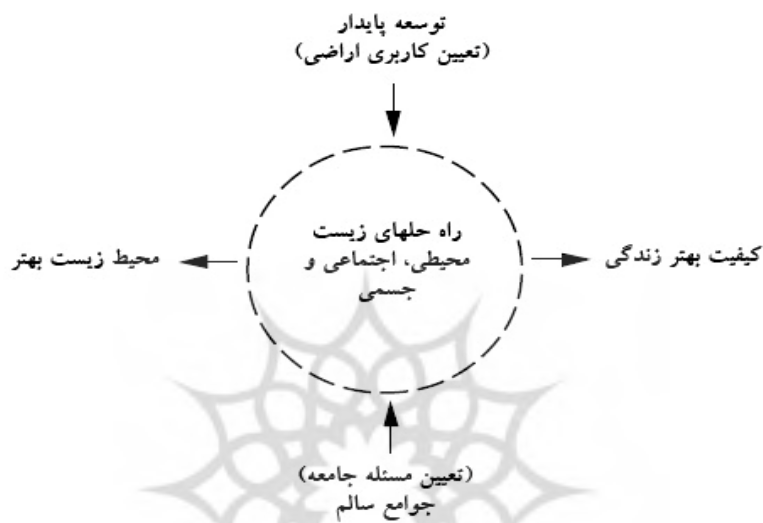 توسعه پایدار
(تعیین کاربری اراضی)
راه حلهای زیست
محیطی، اجتماعی و
جسمی
کیفیت بهتر زندگی
محیط زیست بهتر
(تعیین مسئله جامعه)
جوامع سالم